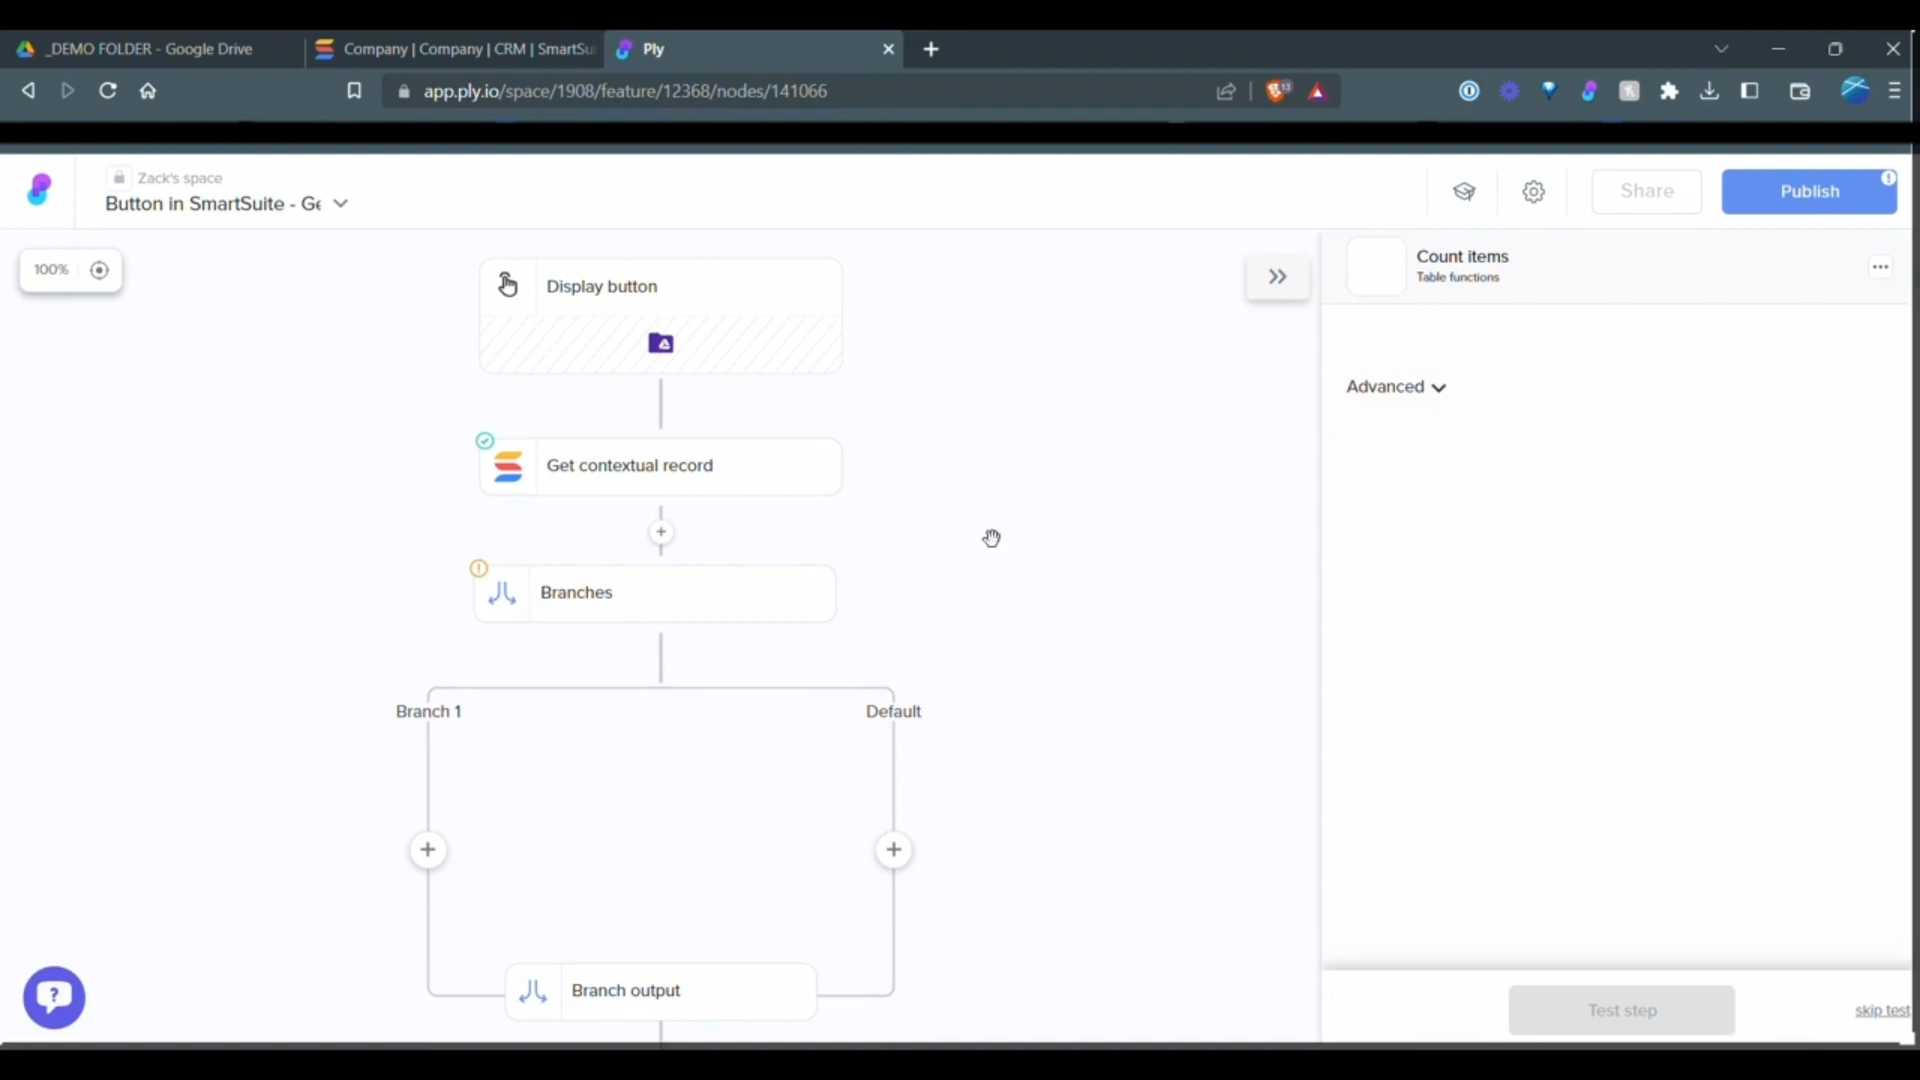 _DEMO FOLDER - Google Drive
Company | Company | CRM | SmartSui
Ply
app.ply.io/space/1908/feature/12368/nodes/141066
Zack's space
Button in SmartSuite - Ge
Share
Publish
100%
Display button
Count items
Table functions
Advanced
Get contextual record
Branches
Branch 1
Default
Branch output
Test step
skip test